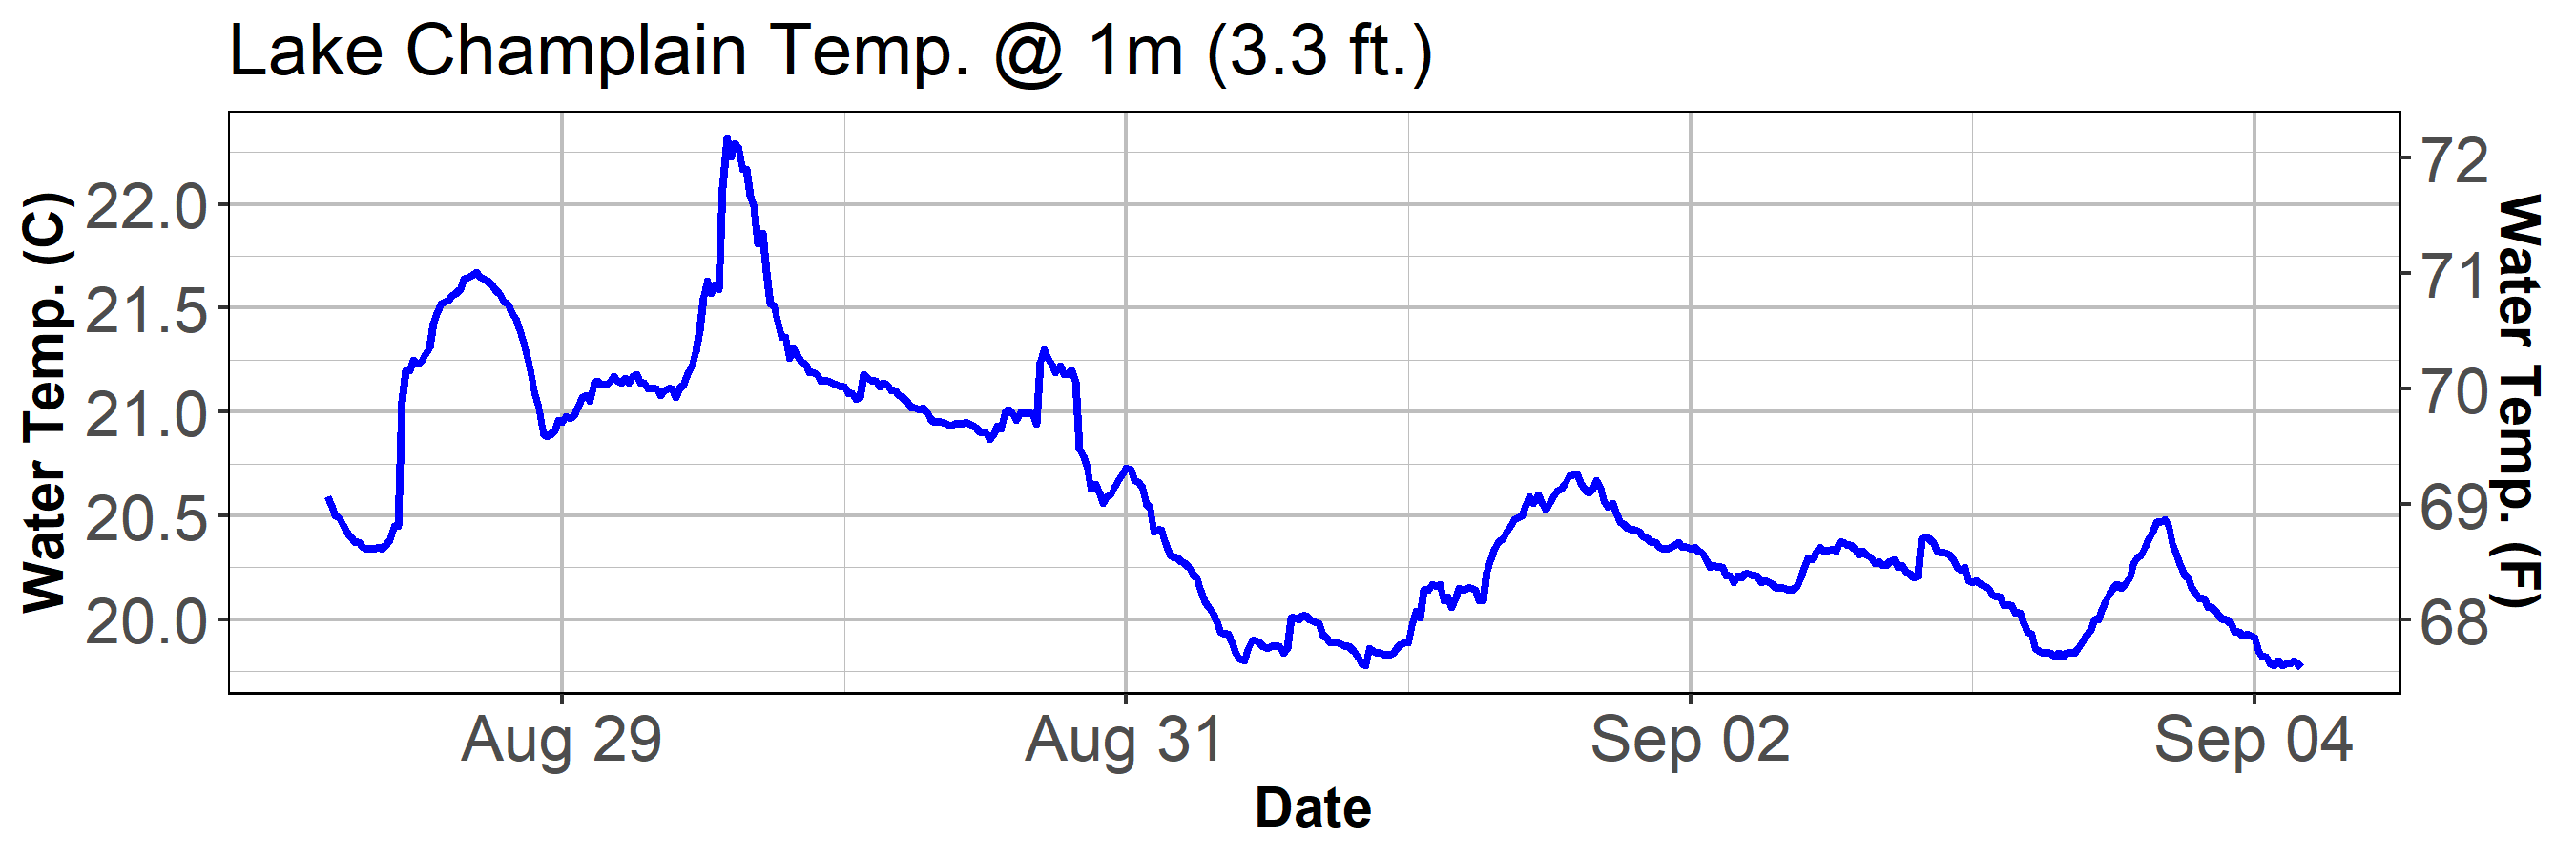 Lake Champlain Temp. @ 1m (3.3 ft.)
Water Temp. (C)
22.0
21.5
21.0
20.5
20.0
72
71
70
69
68
Water Temp. (F)
Aug 29 Aug 31 Sep 02 Sep 04
Date